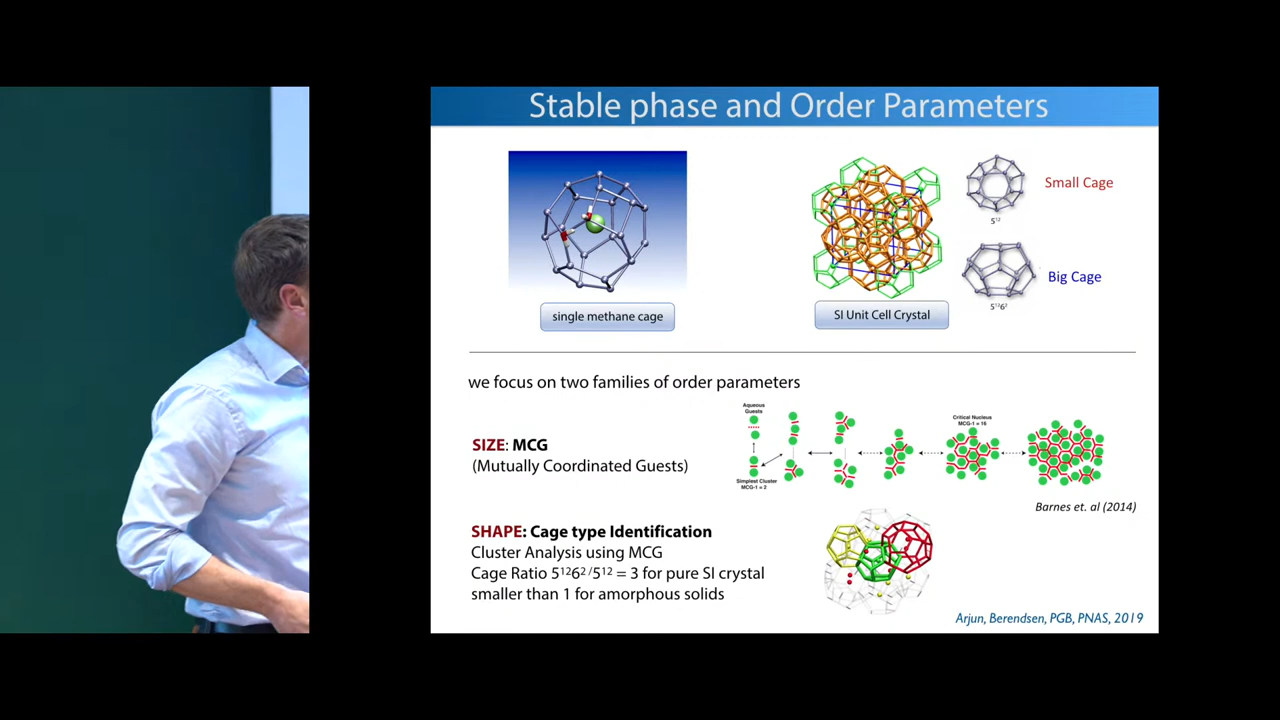 Stable phase and Order Parameters
single methane cage
SI Unit Cell Crystal
5¹²
Small Cage
5¹²6²
Big Cage
we focus on two families of order parameters
SIZE: MCG
(Mutually Coordinated Guests)
Aqueous
Guests
Simplest Cluster
MCG-1 = 2
Critical Nucleus
MCG-1 = 16
Barnes et. al (2014)
SHAPE: Cage type Identification
Cluster Analysis using MCG
Cage Ratio 5¹²6²/5¹² = 3 for pure SI crystal
smaller than 1 for amorphous solids
Arjun, Berendsen, PGB, PNAS, 2019